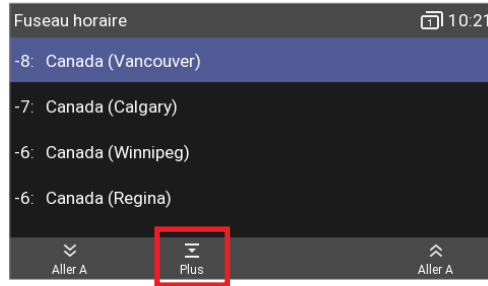 Fuseau horaire 1 10:21
-8: Canada (Vancouver)
-7: Canada (Calgary)
-6: Canada (Winnipeg)
-6: Canada (Regina)
Aller A Plus Aller A